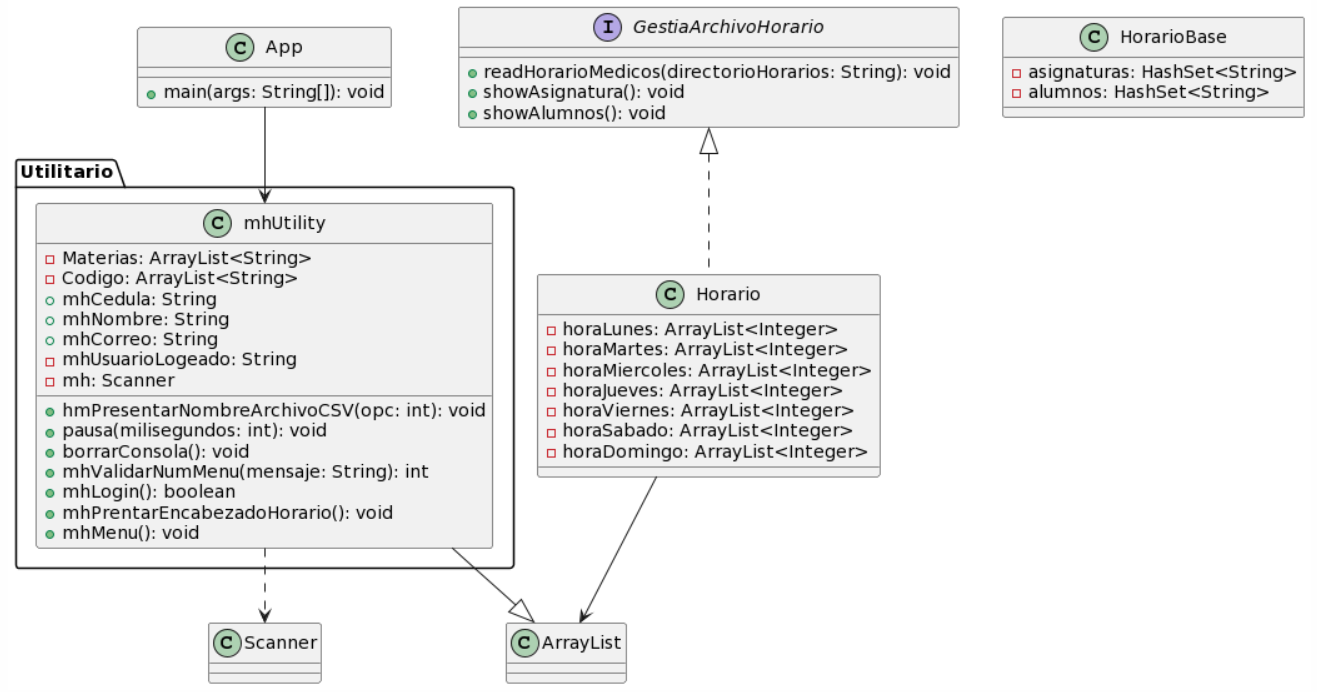 C App
main(args: String[]): void
I GestiaArchivoHorario
readHorarioMedicos(directorioHorarios: String): void
showAsignatura(): void
showAlumnos(): void
C HorarioBase
asignaturas: HashSet<String>
alumnos: HashSet<String>
Utilitario
C mhUtility
Materias: ArrayList<String>
Codigo: ArrayList<String>
mhCedula: String
mhNombre: String
mhCorreo: String
mhUsuarioLogeado: String
mh: Scanner
hmPresentarNombreArchivoCSV(opc: int): void
pausa(milisegundos: int): void
borrarConsola(): void
mhValidarNumMenu(mensaje: String): int
mhLogin(): boolean
mhPrentarEncabezadoHorario(): void
mhMenu(): void
C Horario
horaLunes: ArrayList<Integer>
horaMartes: ArrayList<Integer>
horaMiercoles: ArrayList<Integer>
horaJueves: ArrayList<Integer>
horaViernes: ArrayList<Integer>
horaSabado: ArrayList<Integer>
horaDomingo: ArrayList<Integer>
C Scanner
C ArrayList